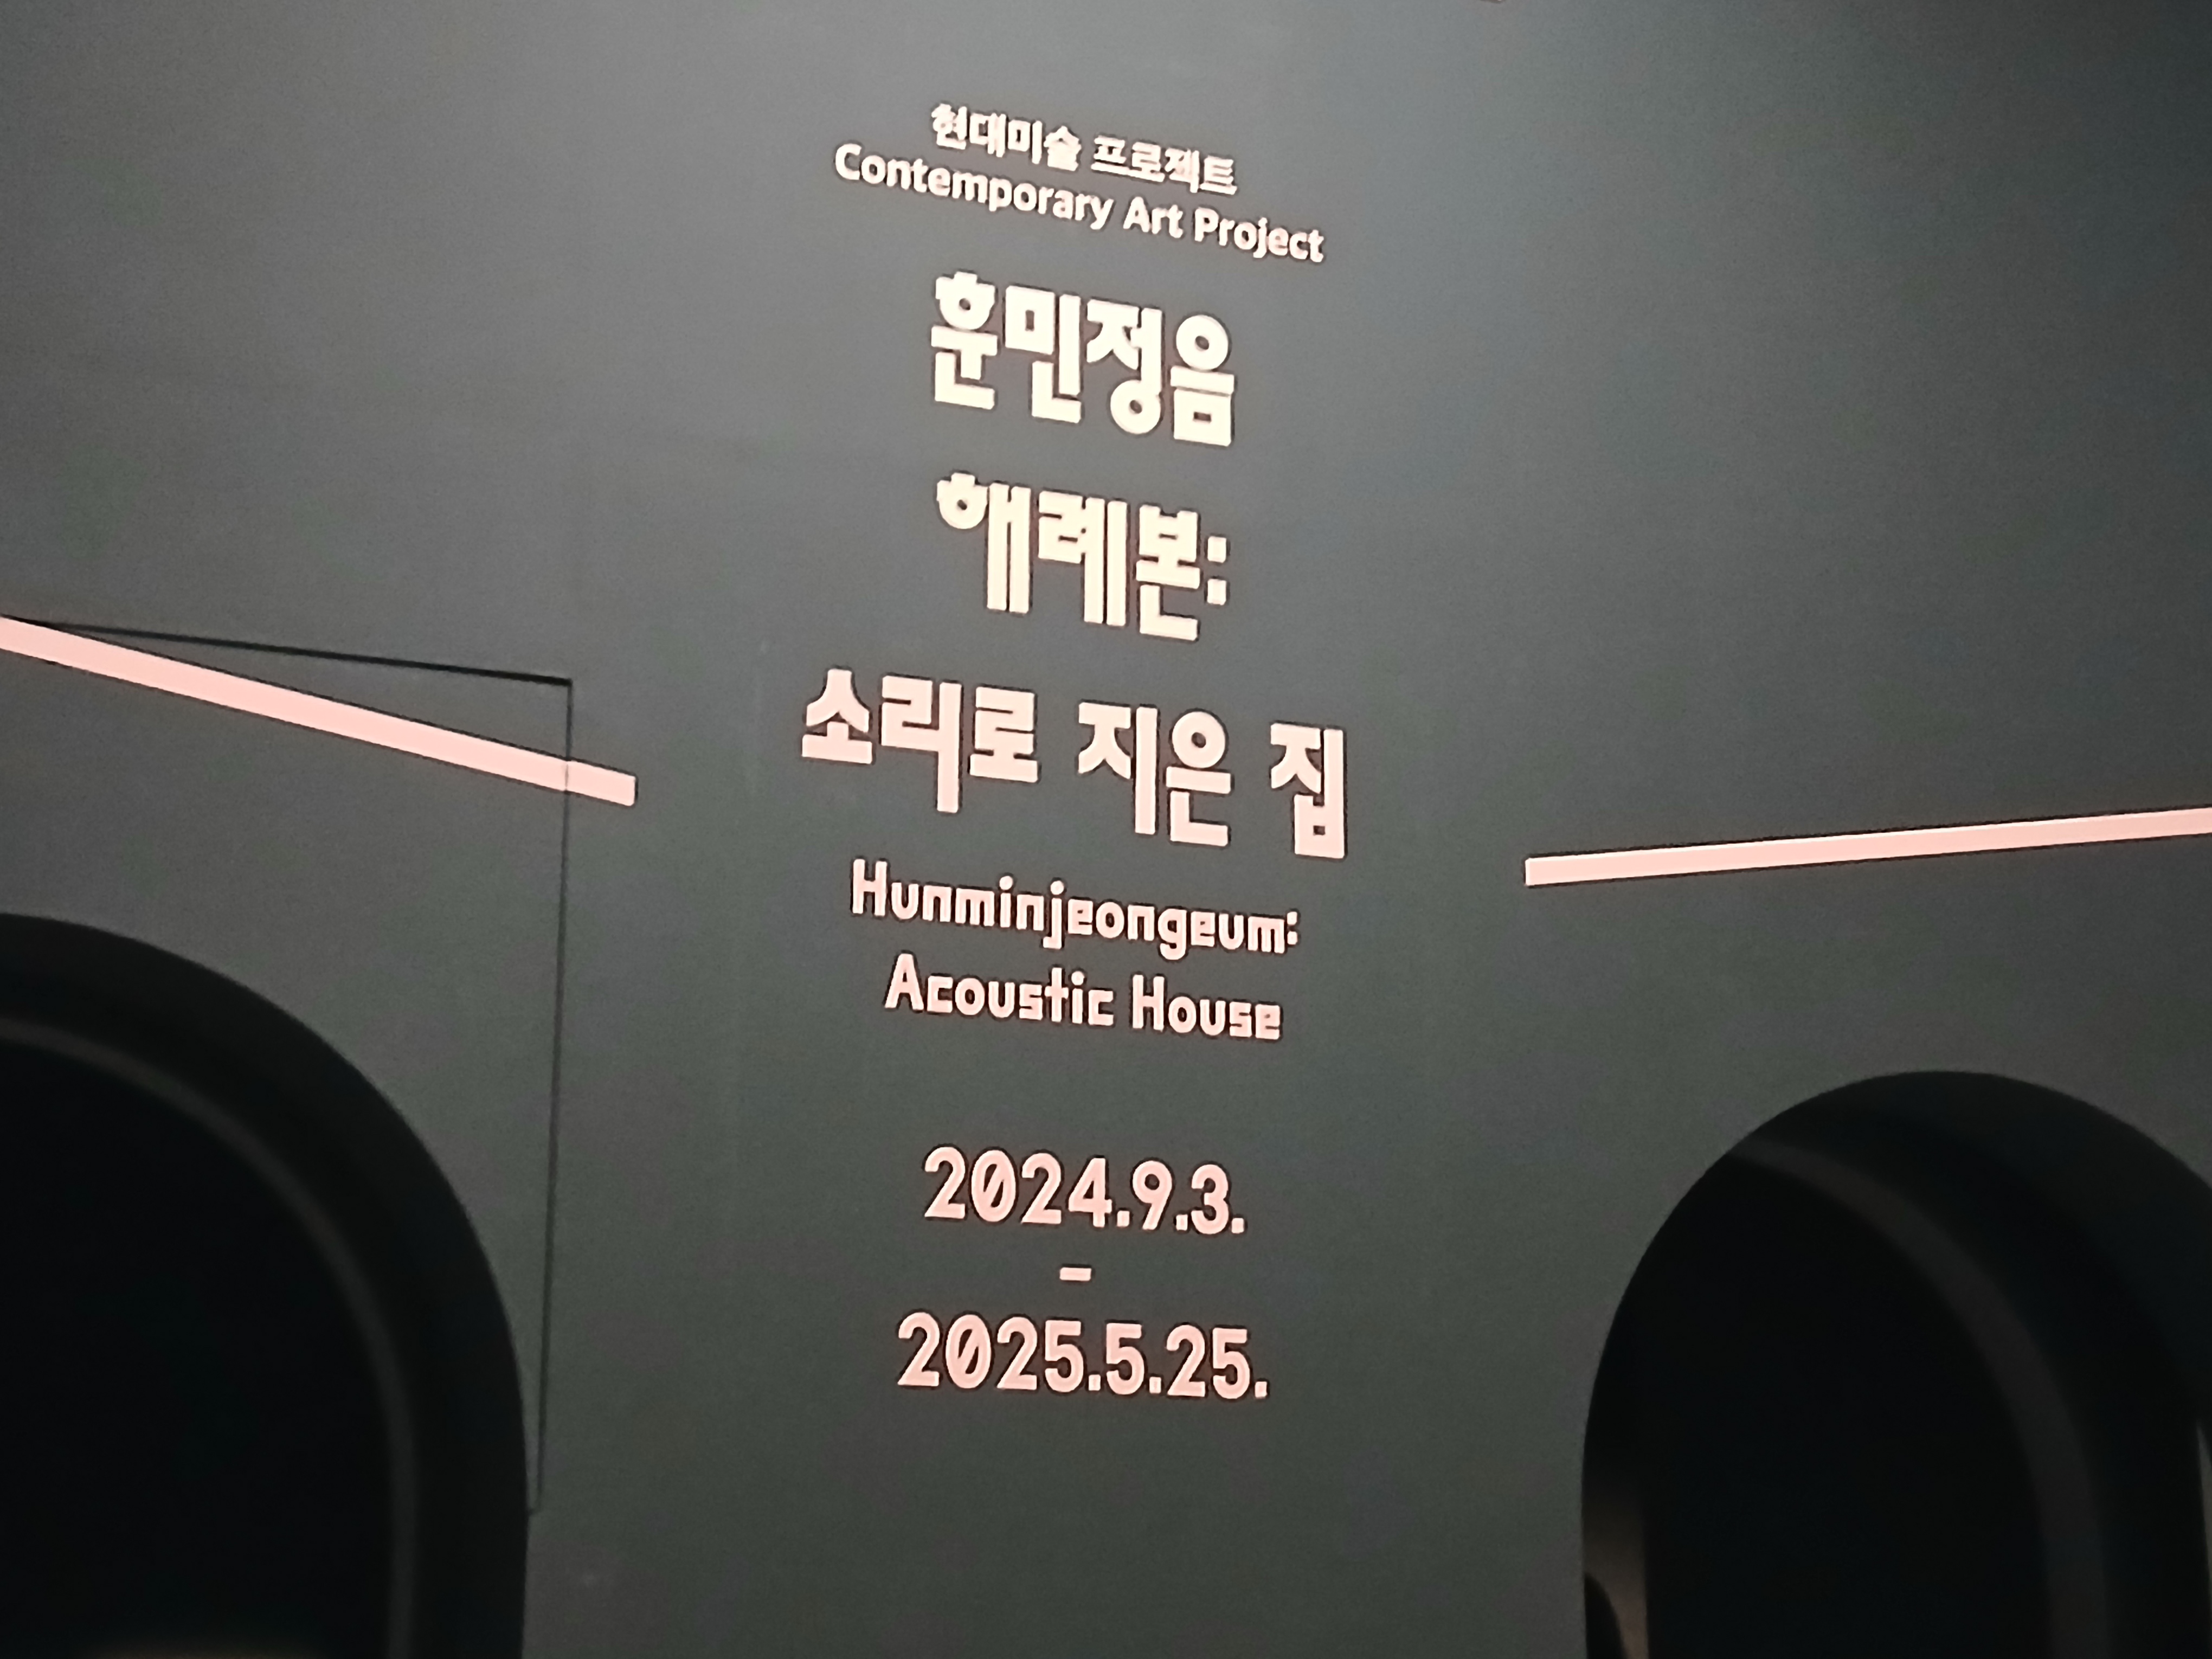 현대미술 프로젝트
Contemporary Art Project
훈민정음
해례본:
소리로 지은 집
Hunminjeongeum:
Acoustic House
2024.9.3.
–
2025.5.25.